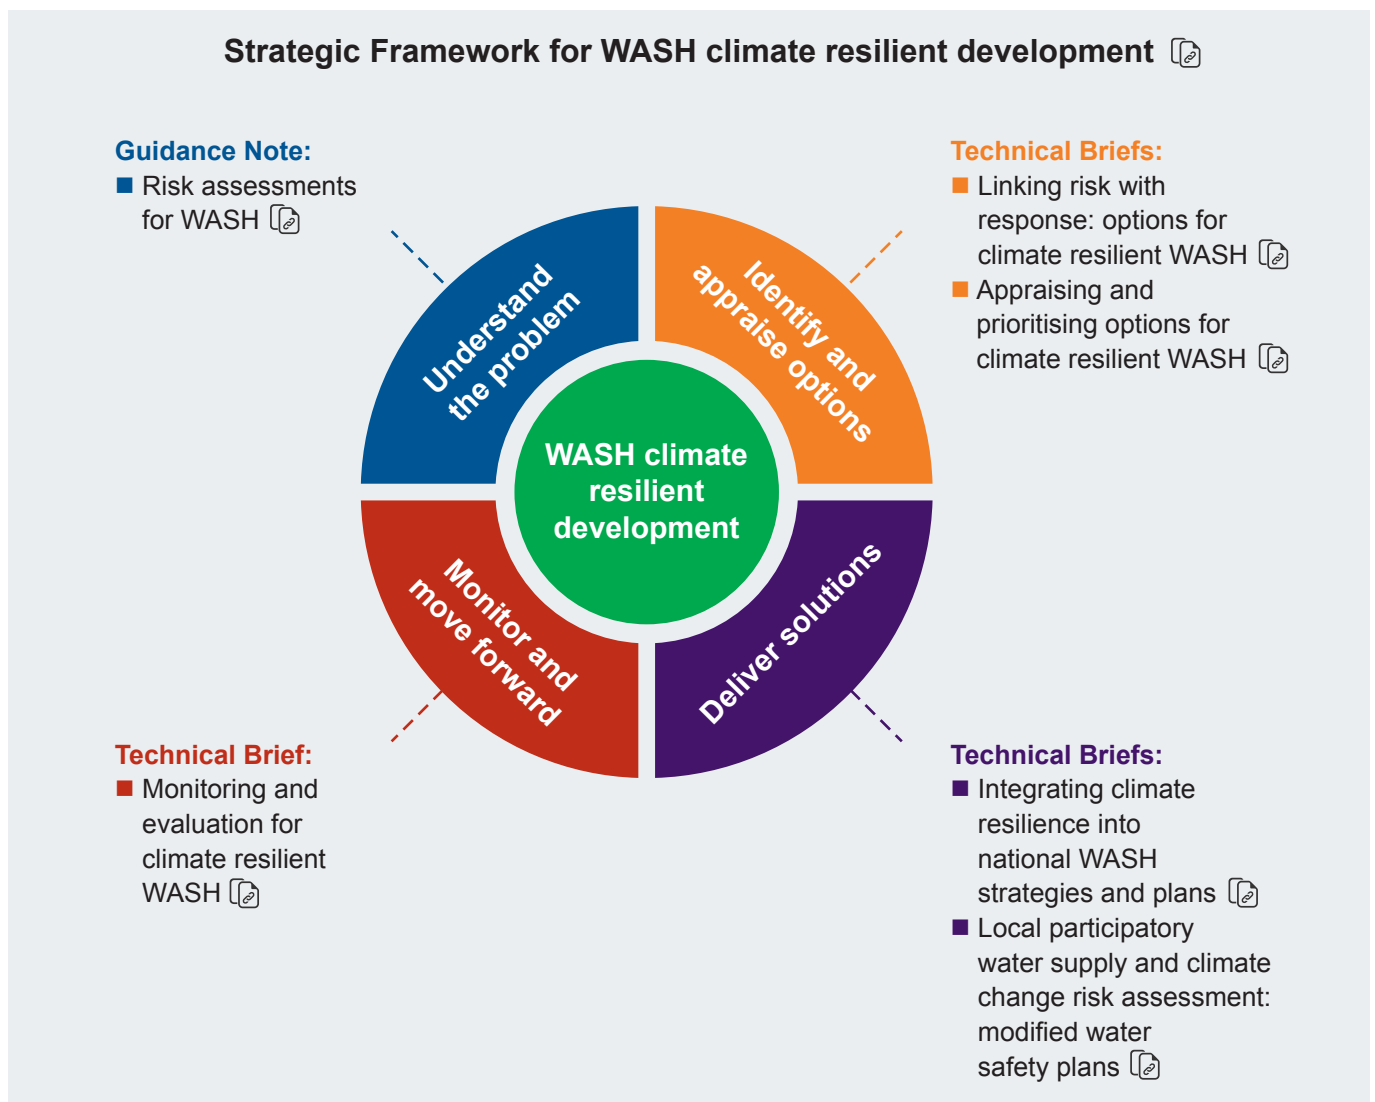 Strategic Framework for WASH climate resilient development
Guidance Note:
Risk assessments
for WASH
Technical Briefs:
Linking risk with
response: options for
climate resilient WASH
Appraising and
prioritising options for
climate resilient WASH
Understand
the problem
Identify and
appraise options
WASH climate
resilient
development
Monitor and
move forward
Deliver solutions
Technical Brief:
Monitoring and
evaluation for
climate resilient
WASH
Technical Briefs:
Integrating climate
resilience into
national WASH
strategies and plans
Local participatory
water supply and climate
change risk assessment:
modified water
safety plans